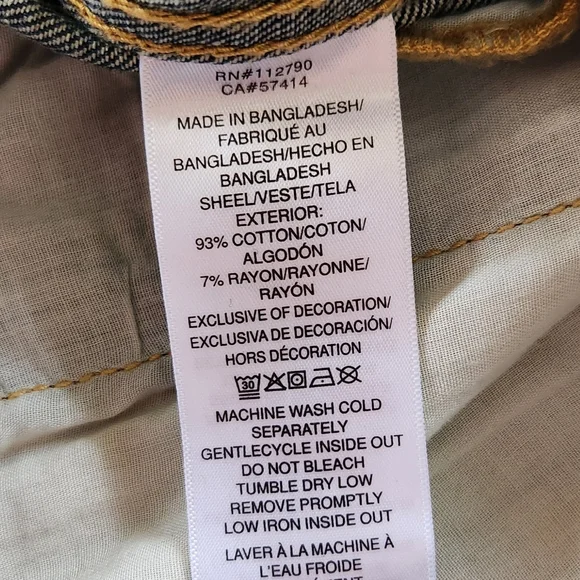 RN#112790
CA#57414
MADE IN BANGLADESH/
FABRIQUÉ AU
BANGLADESH/HECHO EN
BANGLADESH
SHEEL/VESTE/TELA
EXTERIOR:
93% COTTON/COTON/
ALGODÓN
7% RAYON/RAYONNE/
RAYÓN
EXCLUSIVE OF DECORATION/
EXCLUSIVA DE DECORACIÓN/
HORS DÉCORATION
30
MACHINE WASH COLD
SEPARATELY
GENTLECYCLE INSIDE OUT
DO NOT BLEACH
TUMBLE DRY LOW
REMOVE PROMPTLY
LOW IRON INSIDE OUT
LAVER À LA MACHINE À
L'EAU FROIDE